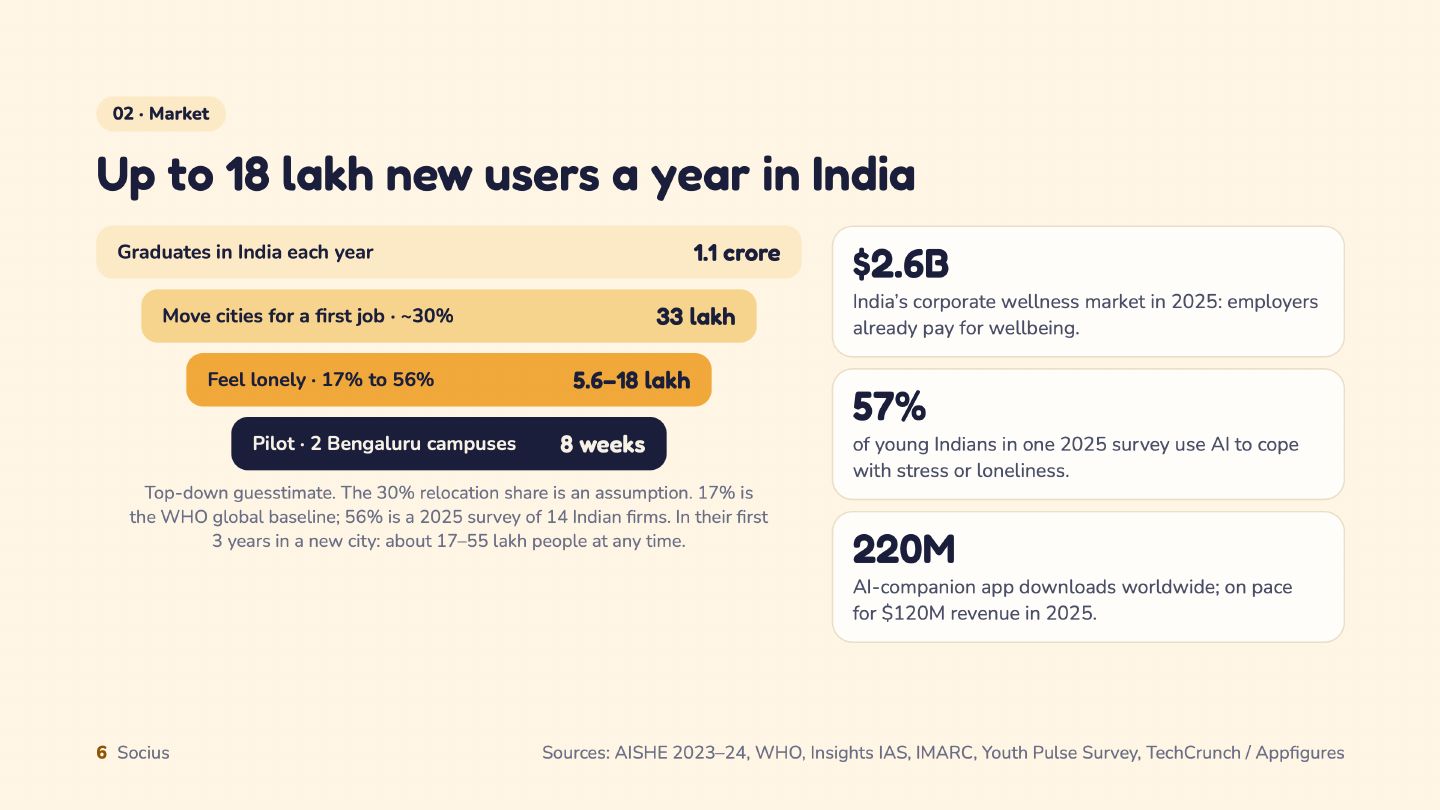 02 · Market
Up to 18 lakh new users a year in India
Graduates in India each year 1.1 crore
Move cities for a first job · ~30% 33 lakh
Feel lonely · 17% to 56% 5.6–18 lakh
Pilot · 2 Bengaluru campuses 8 weeks
Top-down guesstimate. The 30% relocation share is an assumption. 17% is
the WHO global baseline; 56% is a 2025 survey of 14 Indian firms. In their first
3 years in a new city: about 17–55 lakh people at any time.
$2.6B
India’s corporate wellness market in 2025: employers
already pay for wellbeing.
57%
of young Indians in one 2025 survey use AI to cope
with stress or loneliness.
220M
AI-companion app downloads worldwide; on pace
for $120M revenue in 2025.
6 Socius
Sources: AISHE 2023–24, WHO, Insights IAS, IMARC, Youth Pulse Survey, TechCrunch / Appfigures